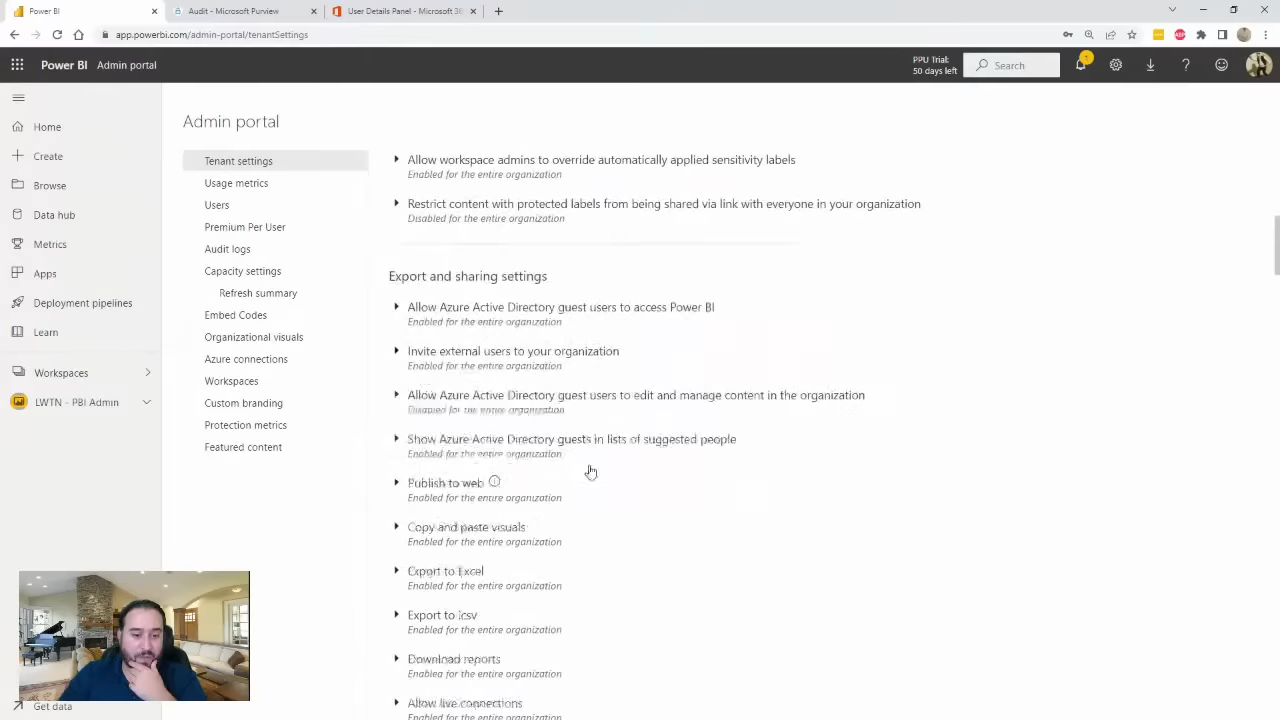 Power BI
Audit - Microsoft Purview
User Details Panel - Microsoft 36
app.powerbi.com/admin-portal/tenantSettings
Power BI Admin portal
PPU Trial:
50 days left
Search
Home
Create
Browse
Data hub
Metrics
Apps
Deployment pipelines
Learn
Workspaces
LWTN - PBI Admin
Get data
Admin portal
Tenant settings
Usage metrics
Users
Premium Per User
Audit logs
Capacity settings
Refresh summary
Embed Codes
Organizational visuals
Azure connections
Workspaces
Custom branding
Protection metrics
Featured content
Allow workspace admins to override automatically applied sensitivity labels
Enabled for the entire organization
Restrict content with protected labels from being shared via link with everyone in your organization
Disabled for the entire organization
Export and sharing settings
Allow Azure Active Directory guest users to access Power BI
Enabled for the entire organization
Invite external users to your organization
Enabled for the entire organization
Allow Azure Active Directory guest users to edit and manage content in the organization
Disabled for the entire organization
Show Azure Active Directory guests in lists of suggested people
Enabled for the entire organization
Publish to web
Enabled for the entire organization
Copy and paste visuals
Enabled for the entire organization
Export to Excel
Enabled for the entire organization
Export to .csv
Enabled for the entire organization
Download reports
Enabled for the entire organization
Allow live connections
Enabled for the entire organization